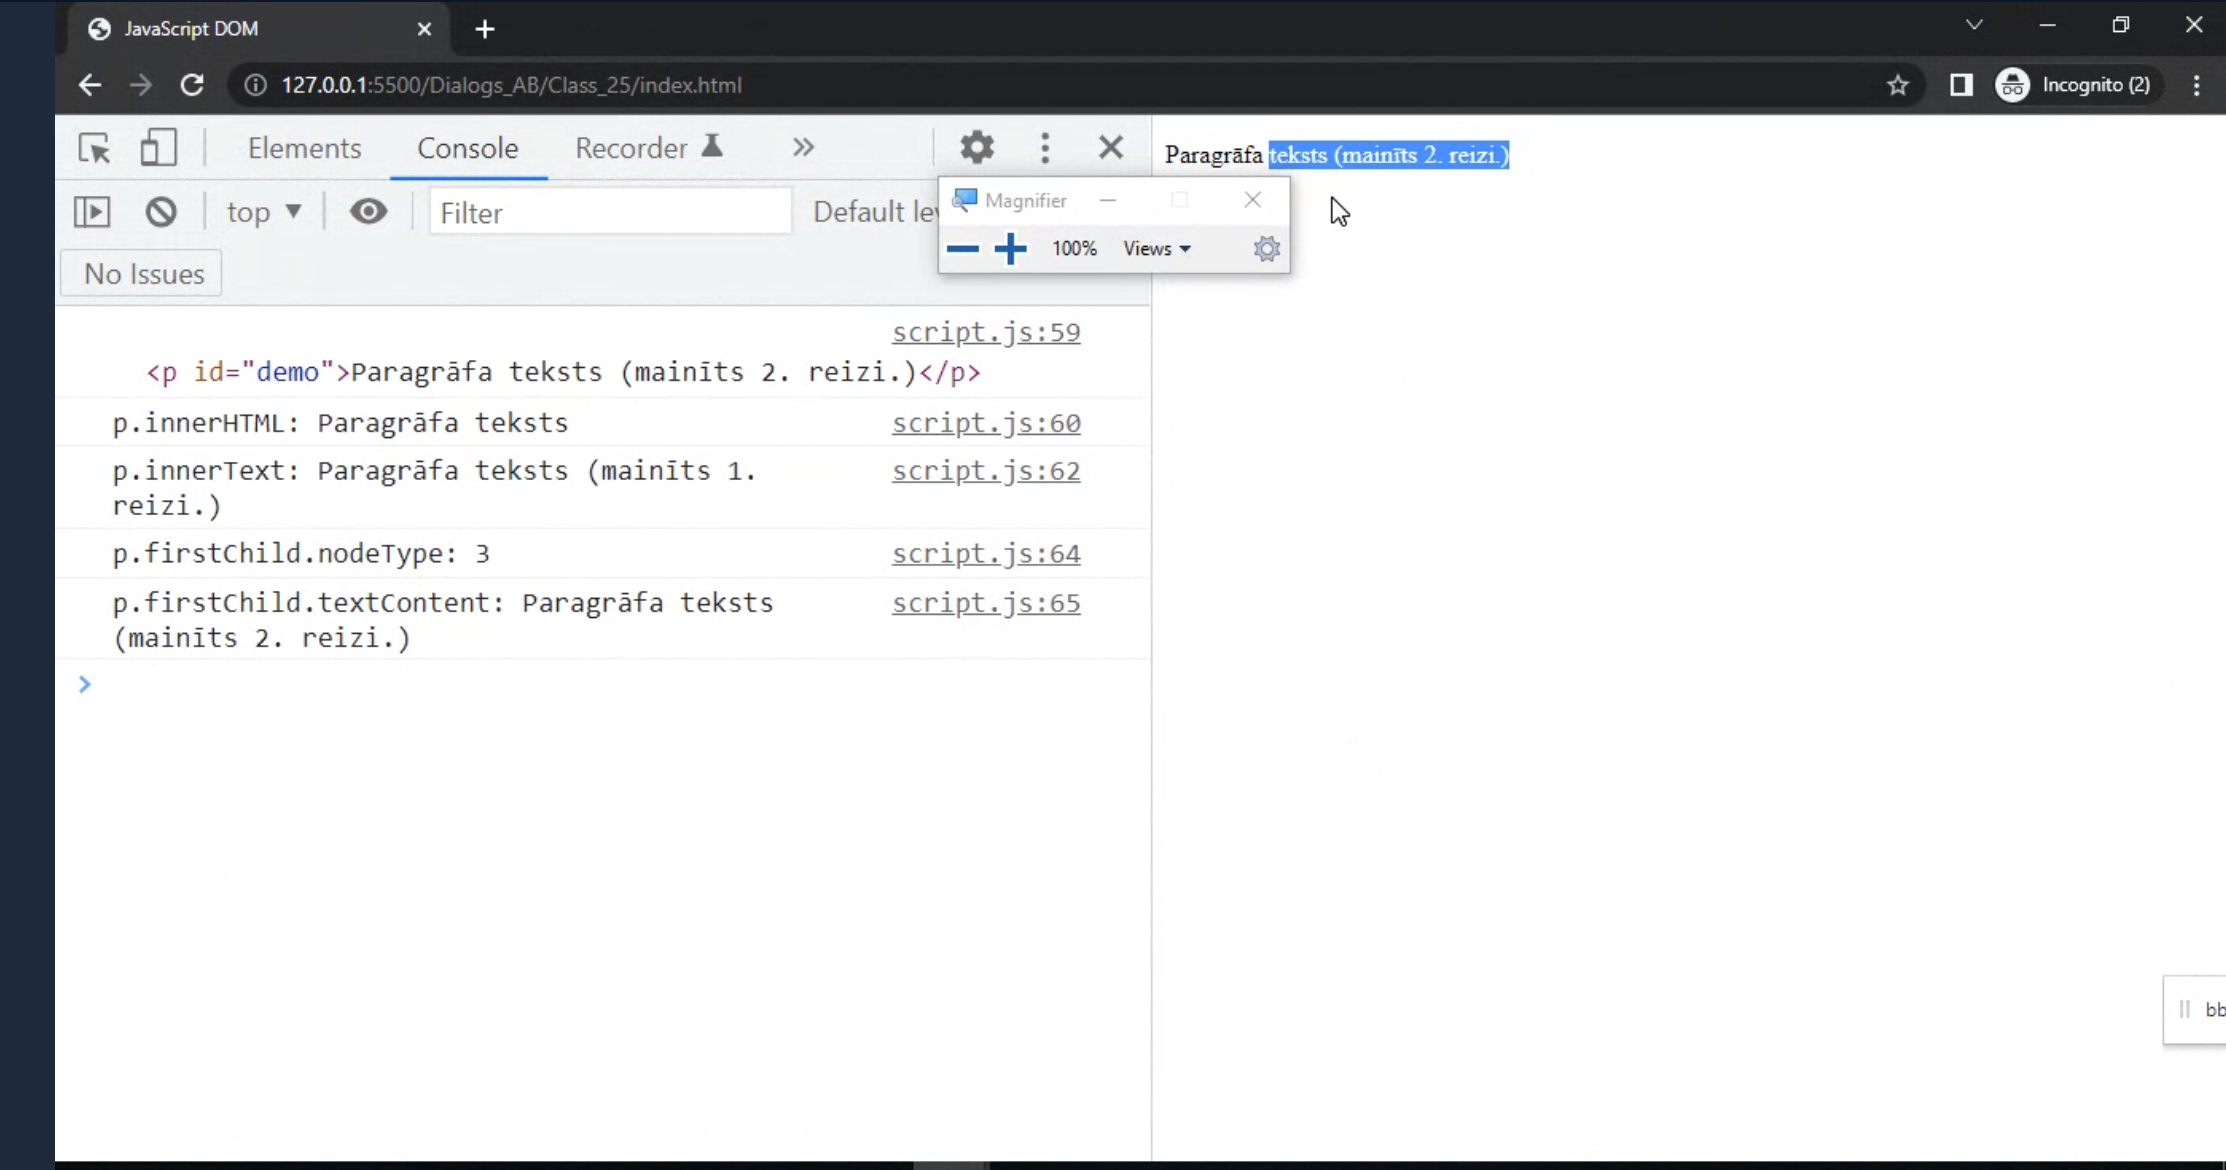 JavaScript DOM
127.0.0.1:5500/Dialogs_AB/Class_25/index.html
Incognito (2)
Elements
Console
Recorder
Paragrāfa teksts (mainīts 2. reizi.)
top
Filter
Default le
Magnifier
100%
Views
No Issues
script.js:59
<p id="demo">Paragrāfa teksts (mainīts 2. reizi.)</p>
p.innerHTML: Paragrāfa teksts script.js:60
p.innerText: Paragrāfa teksts (mainīts 1. script.js:62
reizi.)
p.firstChild.nodeType: 3 script.js:64
p.firstChild.textContent: Paragrāfa teksts script.js:65
(mainīts 2. reizi.)
bb